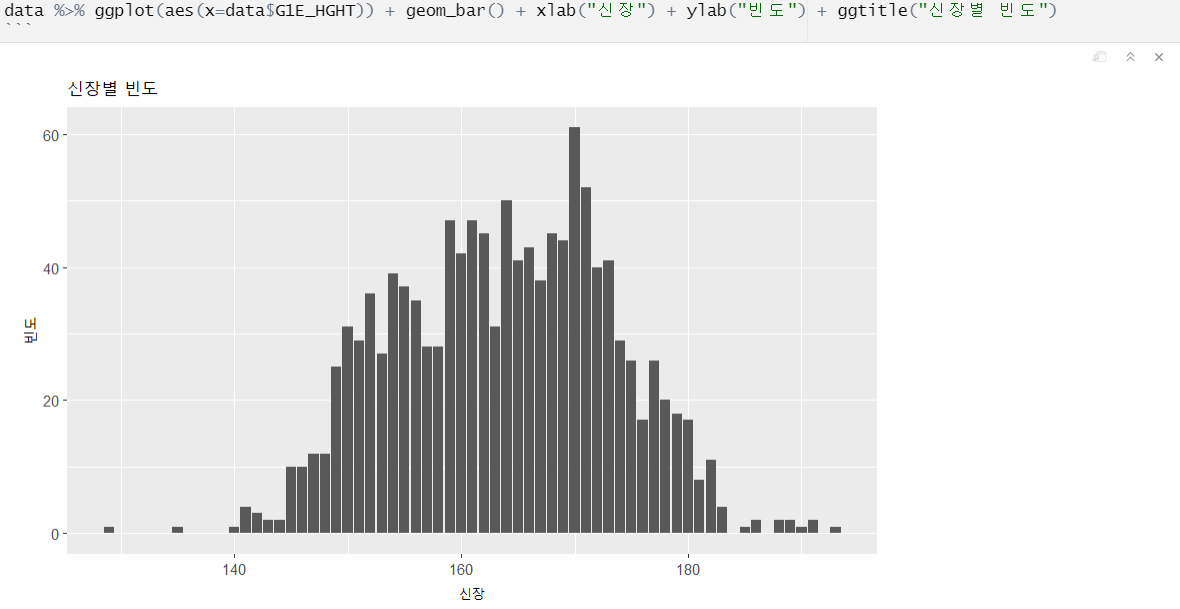 data %>% ggplot(aes(x=data$G1E_HGHT)) + geom_bar() + xlab("신장") + ylab("빈도") + ggtitle("신장별 빈도")
```
신장별 빈도
60
40
20
0
빈도
140 160 180
신장